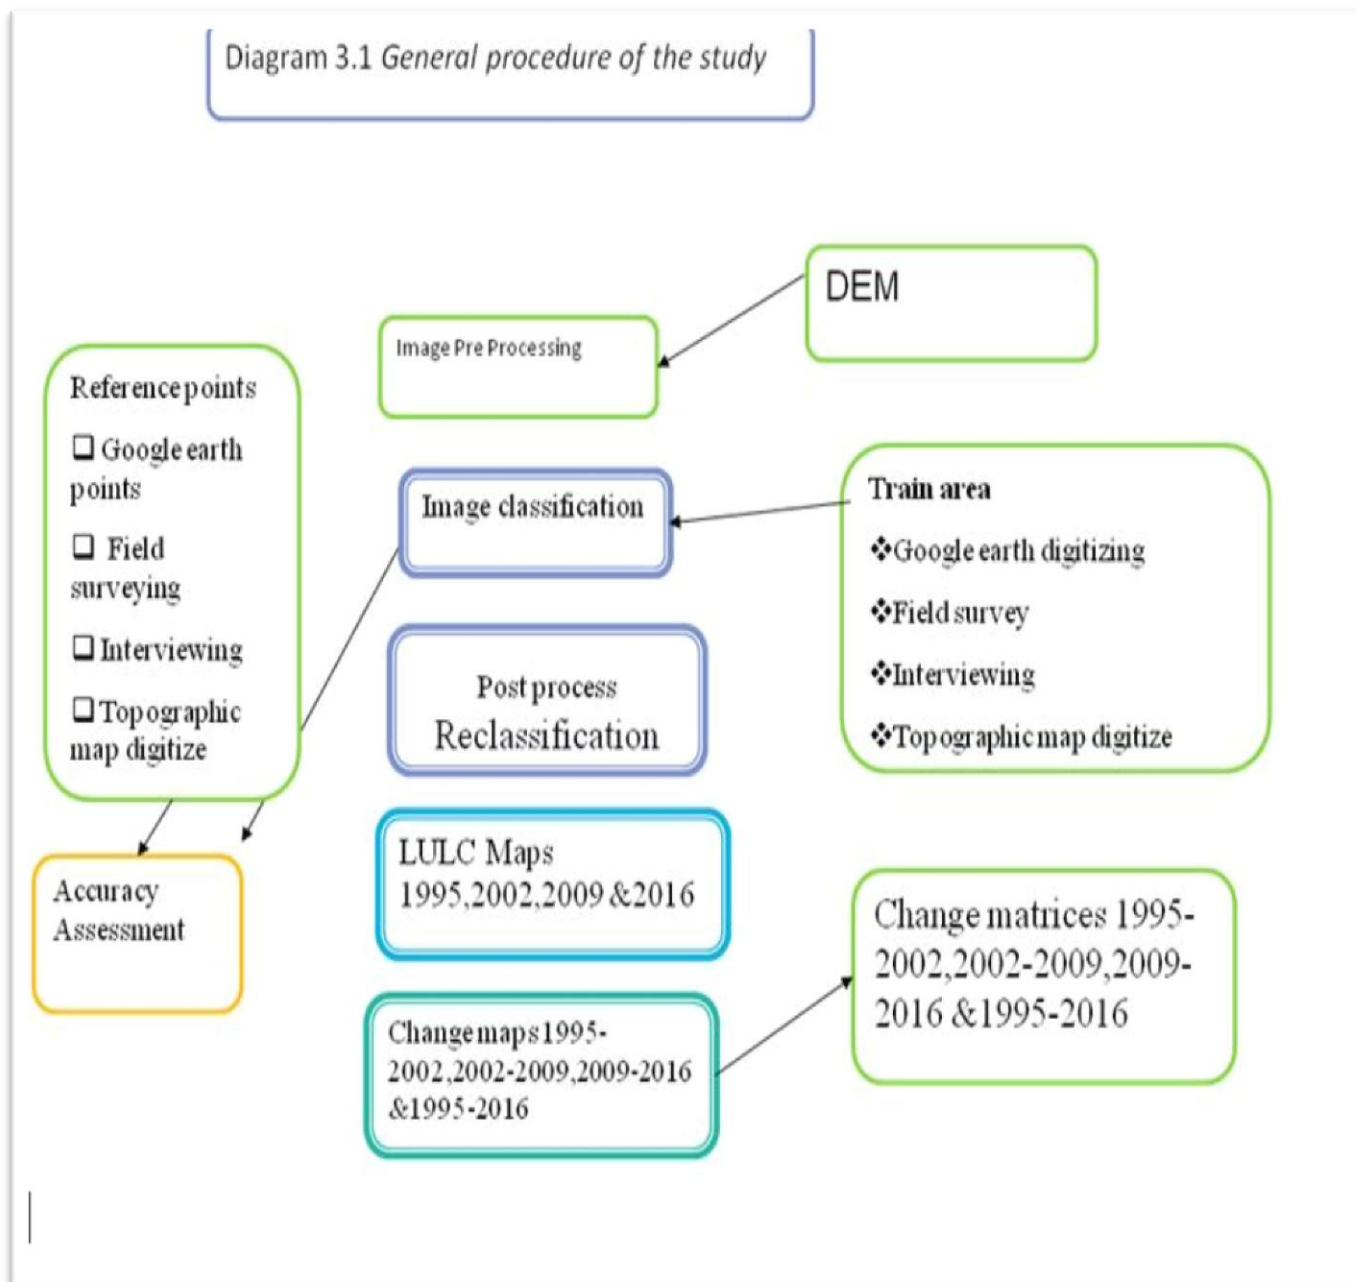 Diagram 3.1 General procedure of the study
DEM
Image Pre Processing
Reference points
❑ Google earth
points
❑ Field
surveying
❑ Interviewing
❑ Topographic
map digitize
Image classification
Train area
❖Google earth digitizing
❖Field survey
❖Interviewing
❖Topographic map digitize
Post process
Reclassification
LULC Maps
1995,2002,2009 &2016
Accuracy
Assessment
Change maps 1995-
2002,2002-2009,2009-2016
&1995-2016
Change matrices 1995-
2002,2002-2009,2009-
2016 &1995-2016